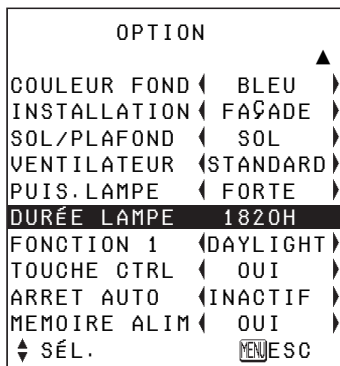 OPTION
COULEUR FOND BLEU
INSTALLATION FAÇADE
SOL/PLAFOND SOL
VENTILATEUR STANDARD
PUIS.LAMPE FORTE
DURÉE LAMPE 1820H
FONCTION 1 DAYLIGHT
TOUCHE CTRL OUI
ARRET AUTO INACTIF
MEMOIRE ALIM OUI
SÉL. MENU ESC